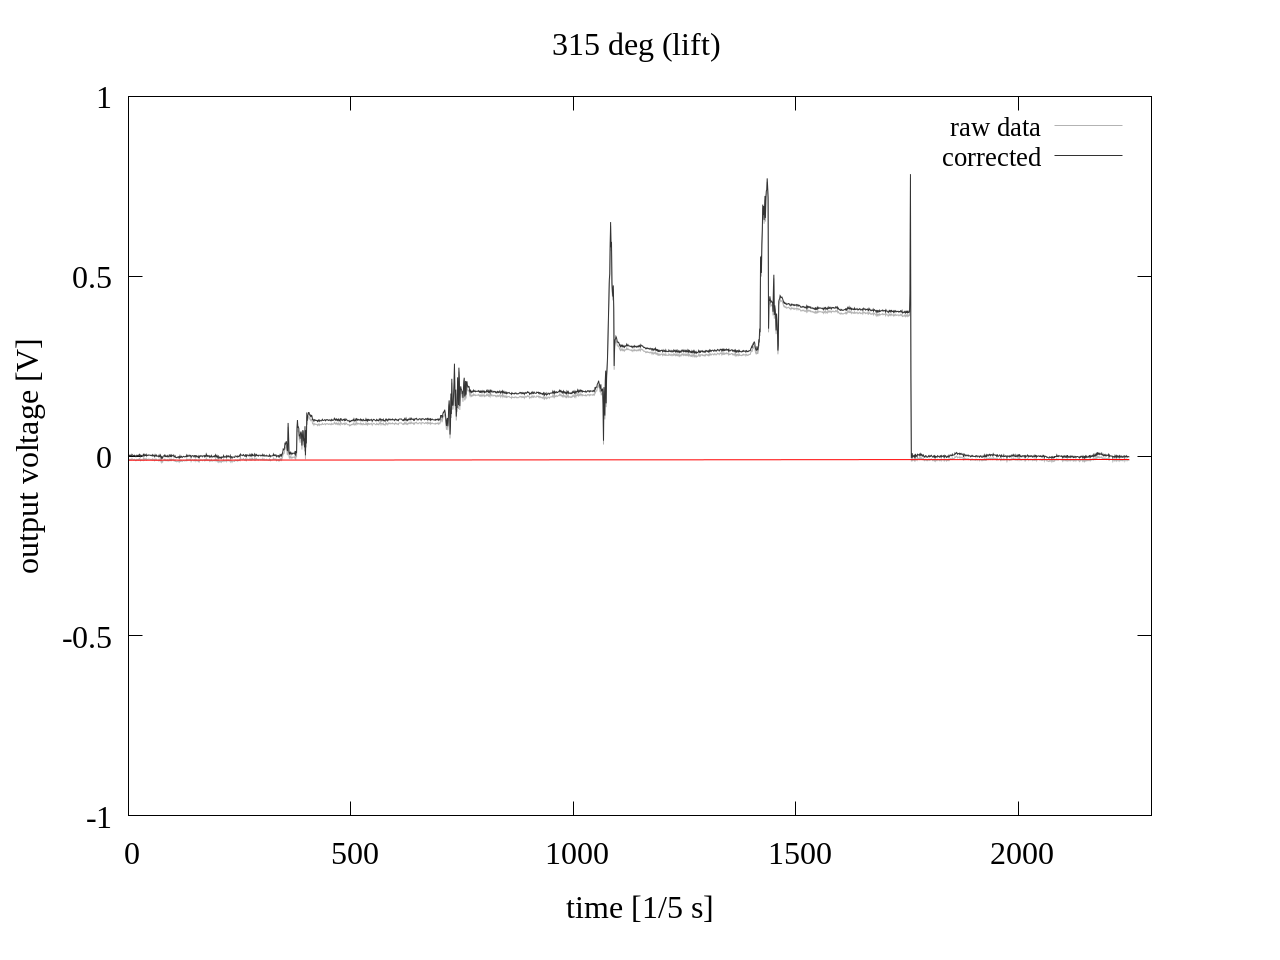 315 deg (lift)
1
raw data
corrected
0.5
0
-0.5
-1
output voltage [V]
0 500 1000 1500 2000
time [1/5 s]